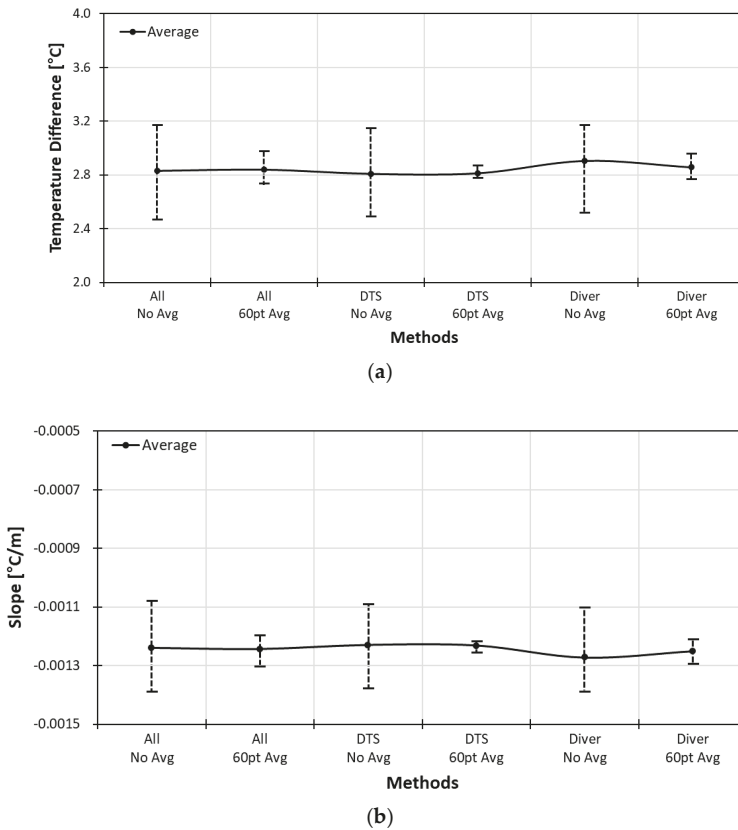 4.0
Average
3.6
3.2
2.8
2.4
2.0
Temperature Difference [°C]
All All DTS DTS Diver Diver
No Avg 60pt Avg No Avg 60pt Avg No Avg 60pt Avg
Methods
(a)
-0.0005
Average
-0.0007
-0.0009
-0.0011
-0.0013
-0.0015
Slope [°C/m]
All All DTS DTS Diver Diver
No Avg 60pt Avg No Avg 60pt Avg No Avg 60pt Avg
Methods
(b)